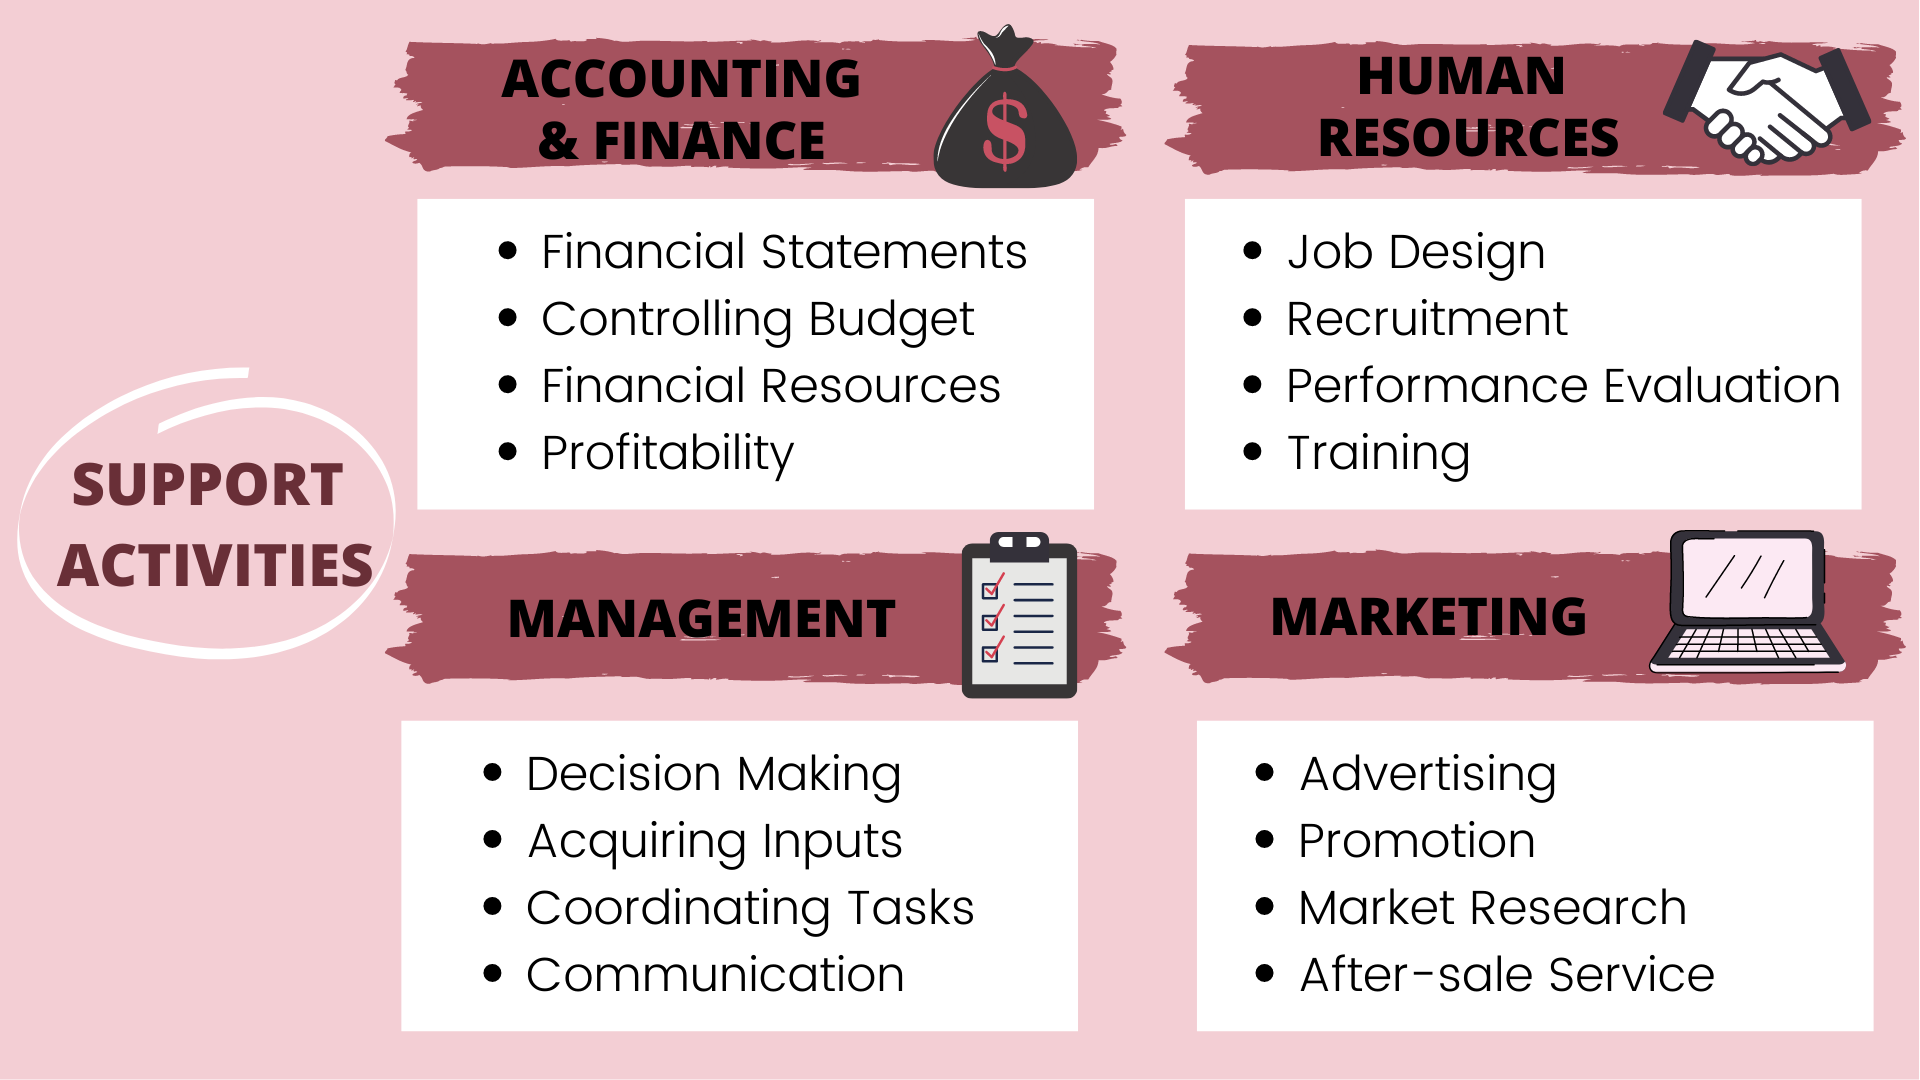 SUPPORT
ACTIVITIES
ACCOUNTING
& FINANCE
$
• Financial Statements
• Controlling Budget
• Financial Resources
• Profitability
HUMAN
RESOURCES
• Job Design
• Recruitment
• Performance Evaluation
• Training
MANAGEMENT
• Decision Making
• Acquiring Inputs
• Coordinating Tasks
• Communication
MARKETING
• Advertising
• Promotion
• Market Research
• After-sale Service